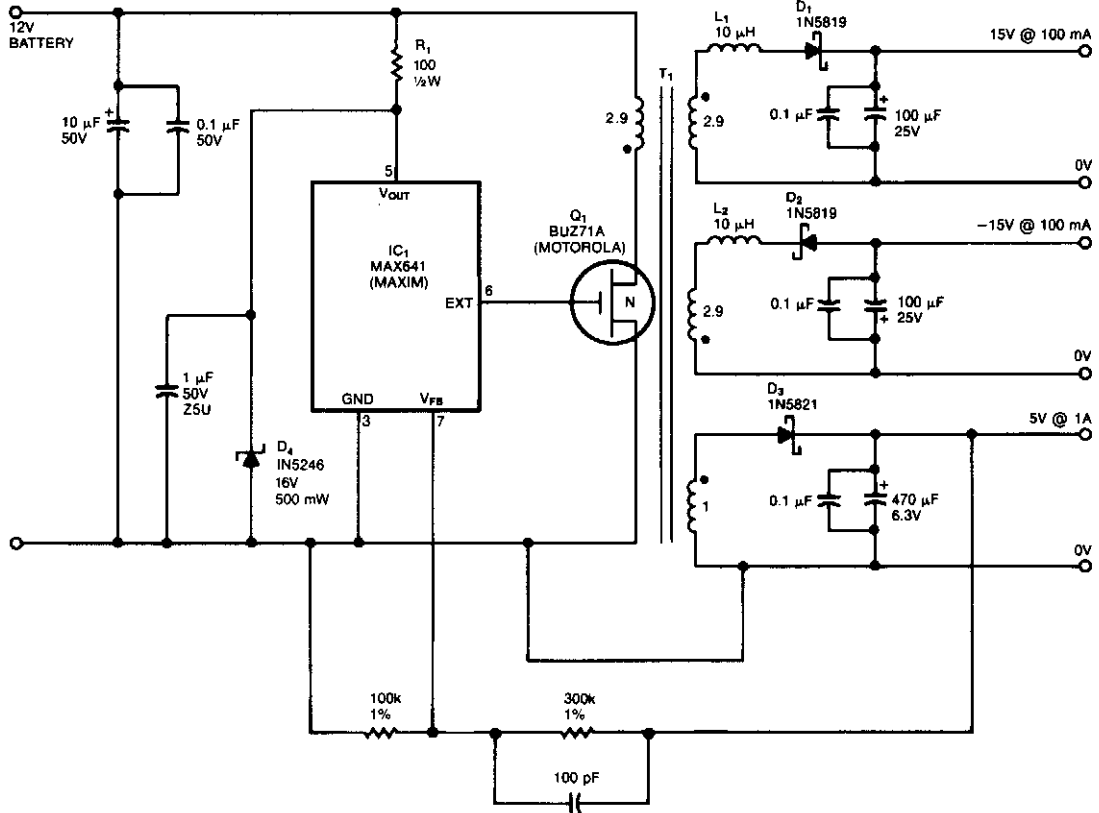 12V
BATTERY
10 µF
50V
+
0.1 µF
50V
R1
100
½W
5
VOUT
IC1
MAX641
(MAXIM)
EXT
6
GND
3
VFB
7
1 µF
50V
Z5U
D4
IN5246
16V
500 mW
Q1
BUZ71A
(MOTOROLA)
N
2.9
T1
L1
10 µH
D1
1N5819
15V @ 100 mA
2.9
0.1 µF
+
100 µF
25V
0V
L2
10 µH
D2
1N5819
−15V @ 100 mA
2.9
0.1 µF
100 µF
25V
+
0V
D3
1N5821
5V @ 1A
1
0.1 µF
+
470 µF
6.3V
0V
100k
1%
300k
1%
100 pF